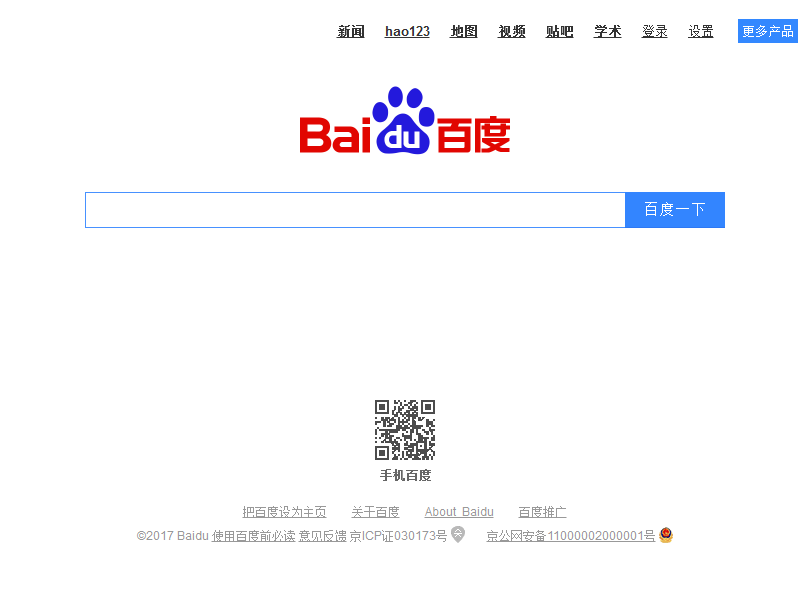 新闻 hao123 地图 视频 贴吧 学术 登录 设置 更多产品
Bai du 百度
百度一下
手机百度
把百度设为主页 关于百度 About Baidu 百度推广
©2017 Baidu 使用百度前必读 意见反馈 京ICP证030173号 京公网安备11000002000001号